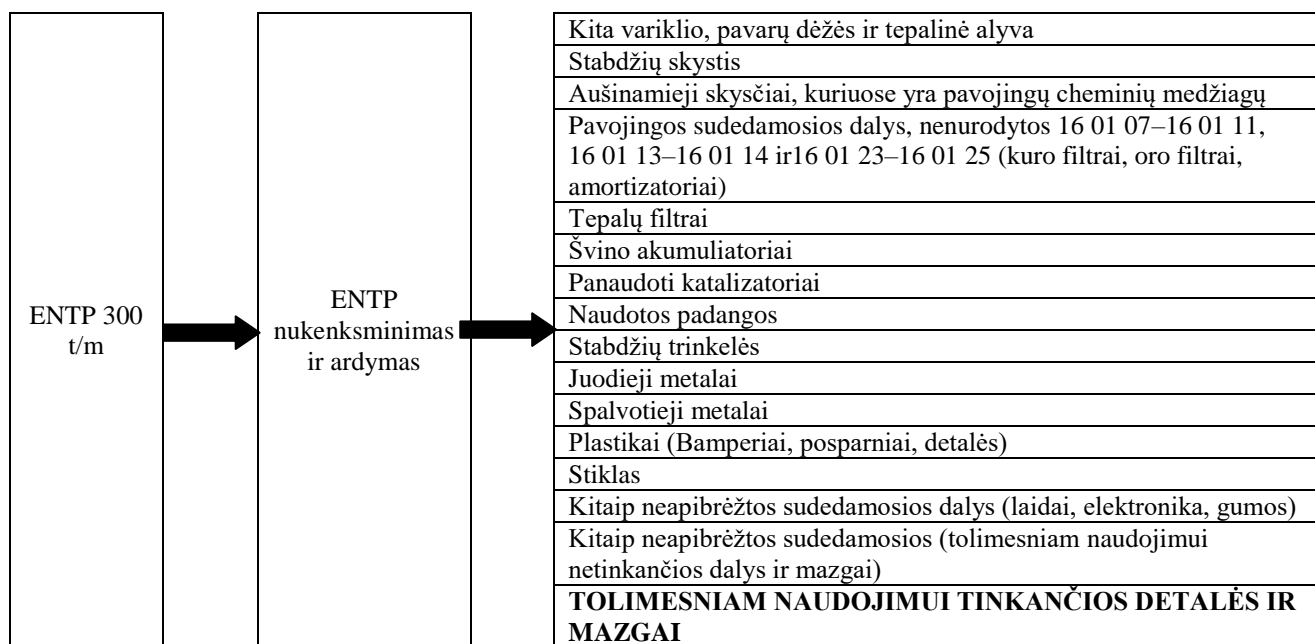 ENTP 300
t/m
ENTP
nukenksminimas
ir ardymas
Kita variklio, pavarų dėžės ir tepalinė alyva
Stabdžių skystis
Aušinamieji skysčiai, kuriuose yra pavojingų cheminių medžiagų
Pavojingos sudedamosios dalys, nenurodytos 16 01 07–16 01 11,
16 01 13–16 01 14 ir16 01 23–16 01 25 (kuro filtrai, oro filtrai,
amortizatoriai)
Tepalų filtrai
Švino akumuliatoriai
Panaudoti katalizatoriai
Naudotos padangos
Stabdžių trinkelės
Juodieji metalai
Spalvotieji metalai
Plastikai (Bamperiai, posparniai, detalės)
Stiklas
Kitaip neapibrėžtos sudedamosios dalys (laidai, elektronika, gumos)
Kitaip neapibrėžtos sudedamosios (tolimesniam naudojimui
netinkančios dalys ir mazgai)
TOLIMESNIAM NAUDOJIMUI TINKANČIOS DETALĖS IR
MAZGAI